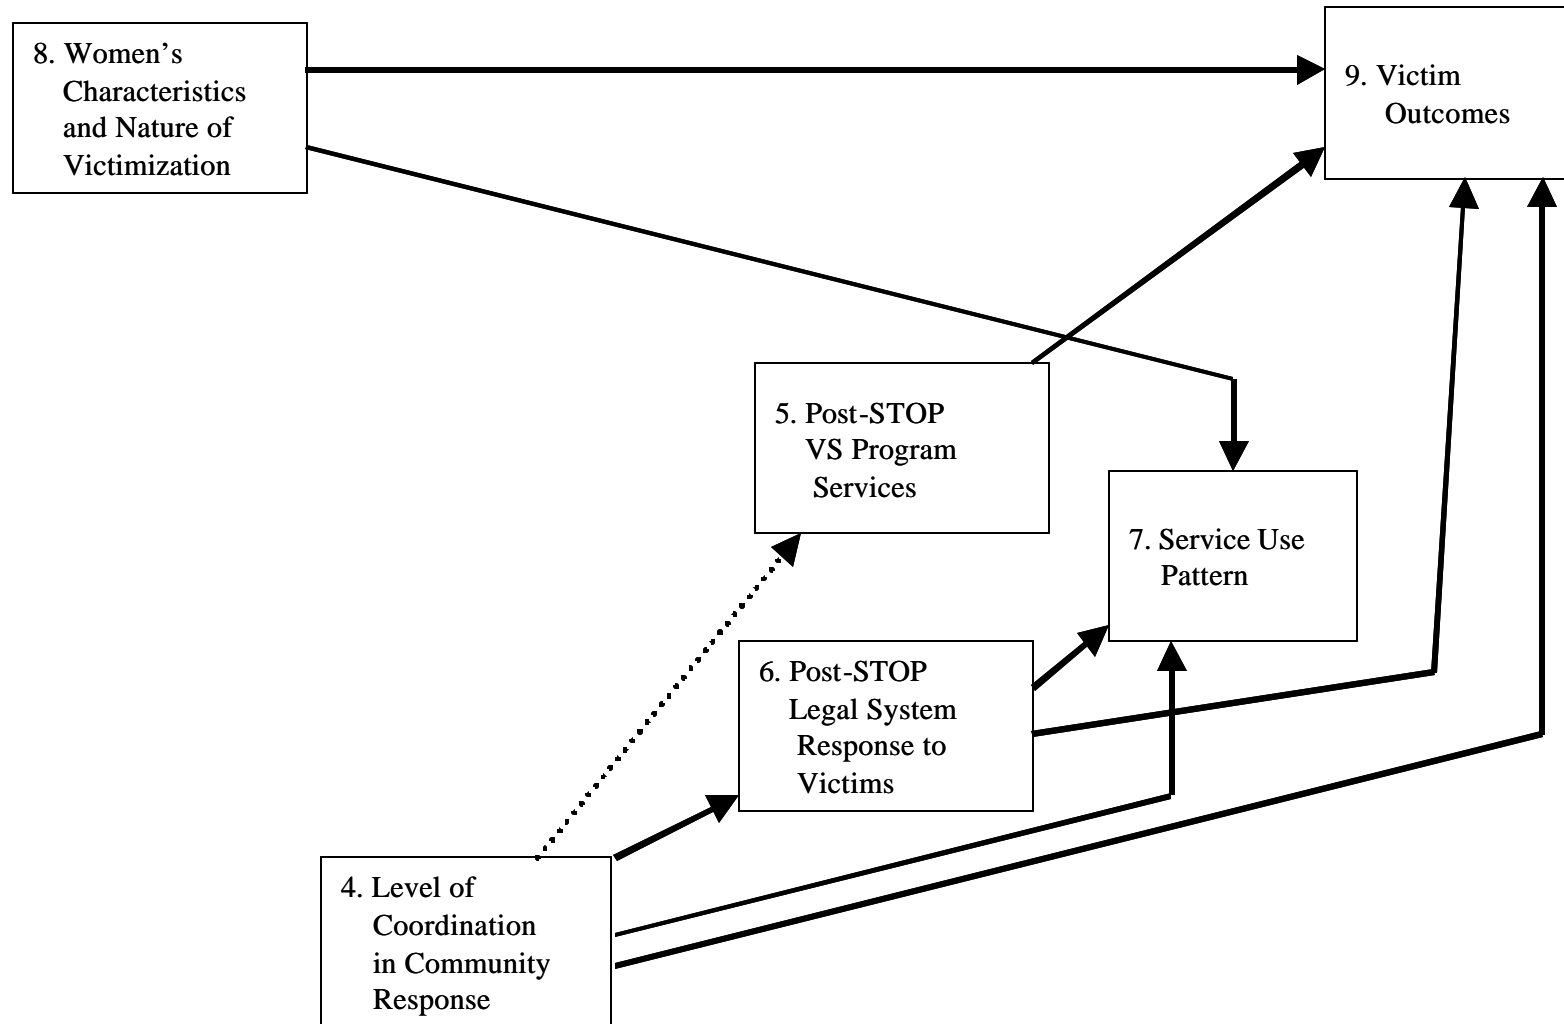 8. Women’s
Characteristics
and Nature of
Victimization
9. Victim
Outcomes
5. Post-STOP
VS Program
Services
7. Service Use
Pattern
6. Post-STOP
Legal System
Response to
Victims
4. Level of
Coordination
in Community
Response